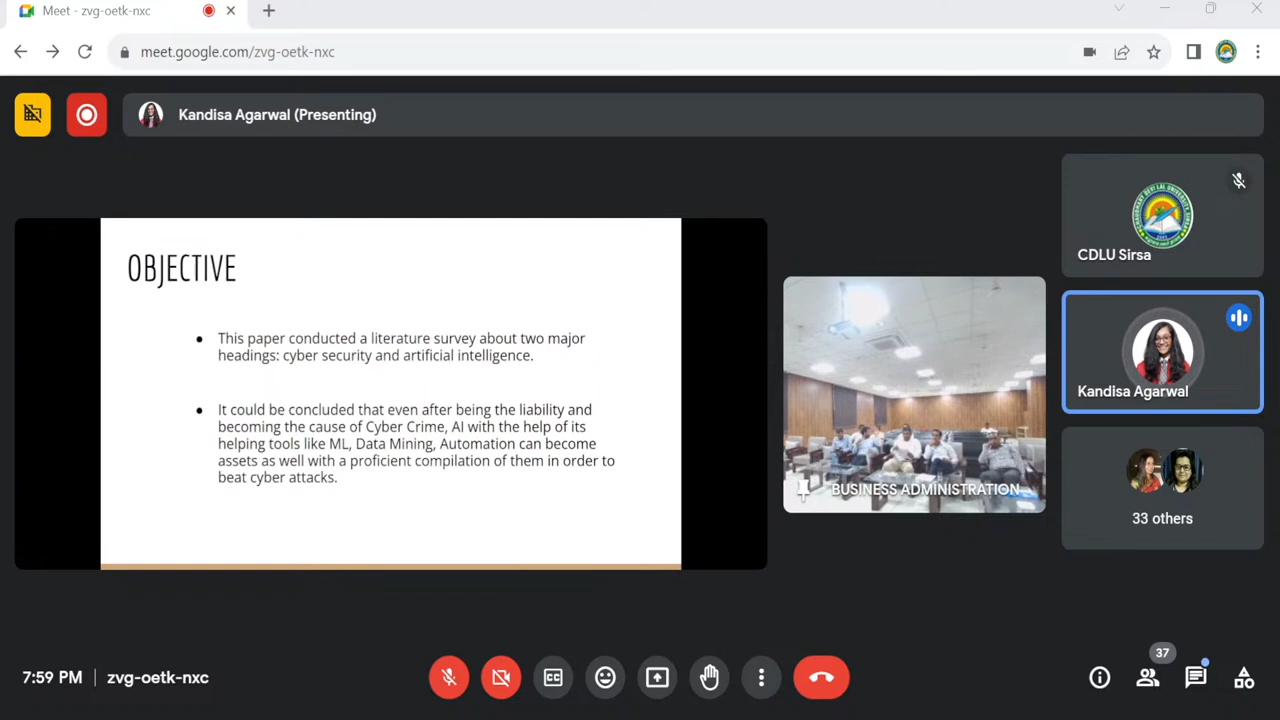 Meet - zvg-oetk-nxc
meet.google.com/zvg-oetk-nxc
Kandisa Agarwal (Presenting)
OBJECTIVE
● This paper conducted a literature survey about two major
headings: cyber security and artificial intelligence.
● It could be concluded that even after being the liability and
becoming the cause of Cyber Crime, AI with the help of its
helping tools like ML, Data Mining, Automation can become
assets as well with a proficient compilation of them in order to
beat cyber attacks.
BUSINESS ADMINISTRATION
CDLU Sirsa
Kandisa Agarwal
33 others
7:59 PM
zvg-oetk-nxc
CC
37